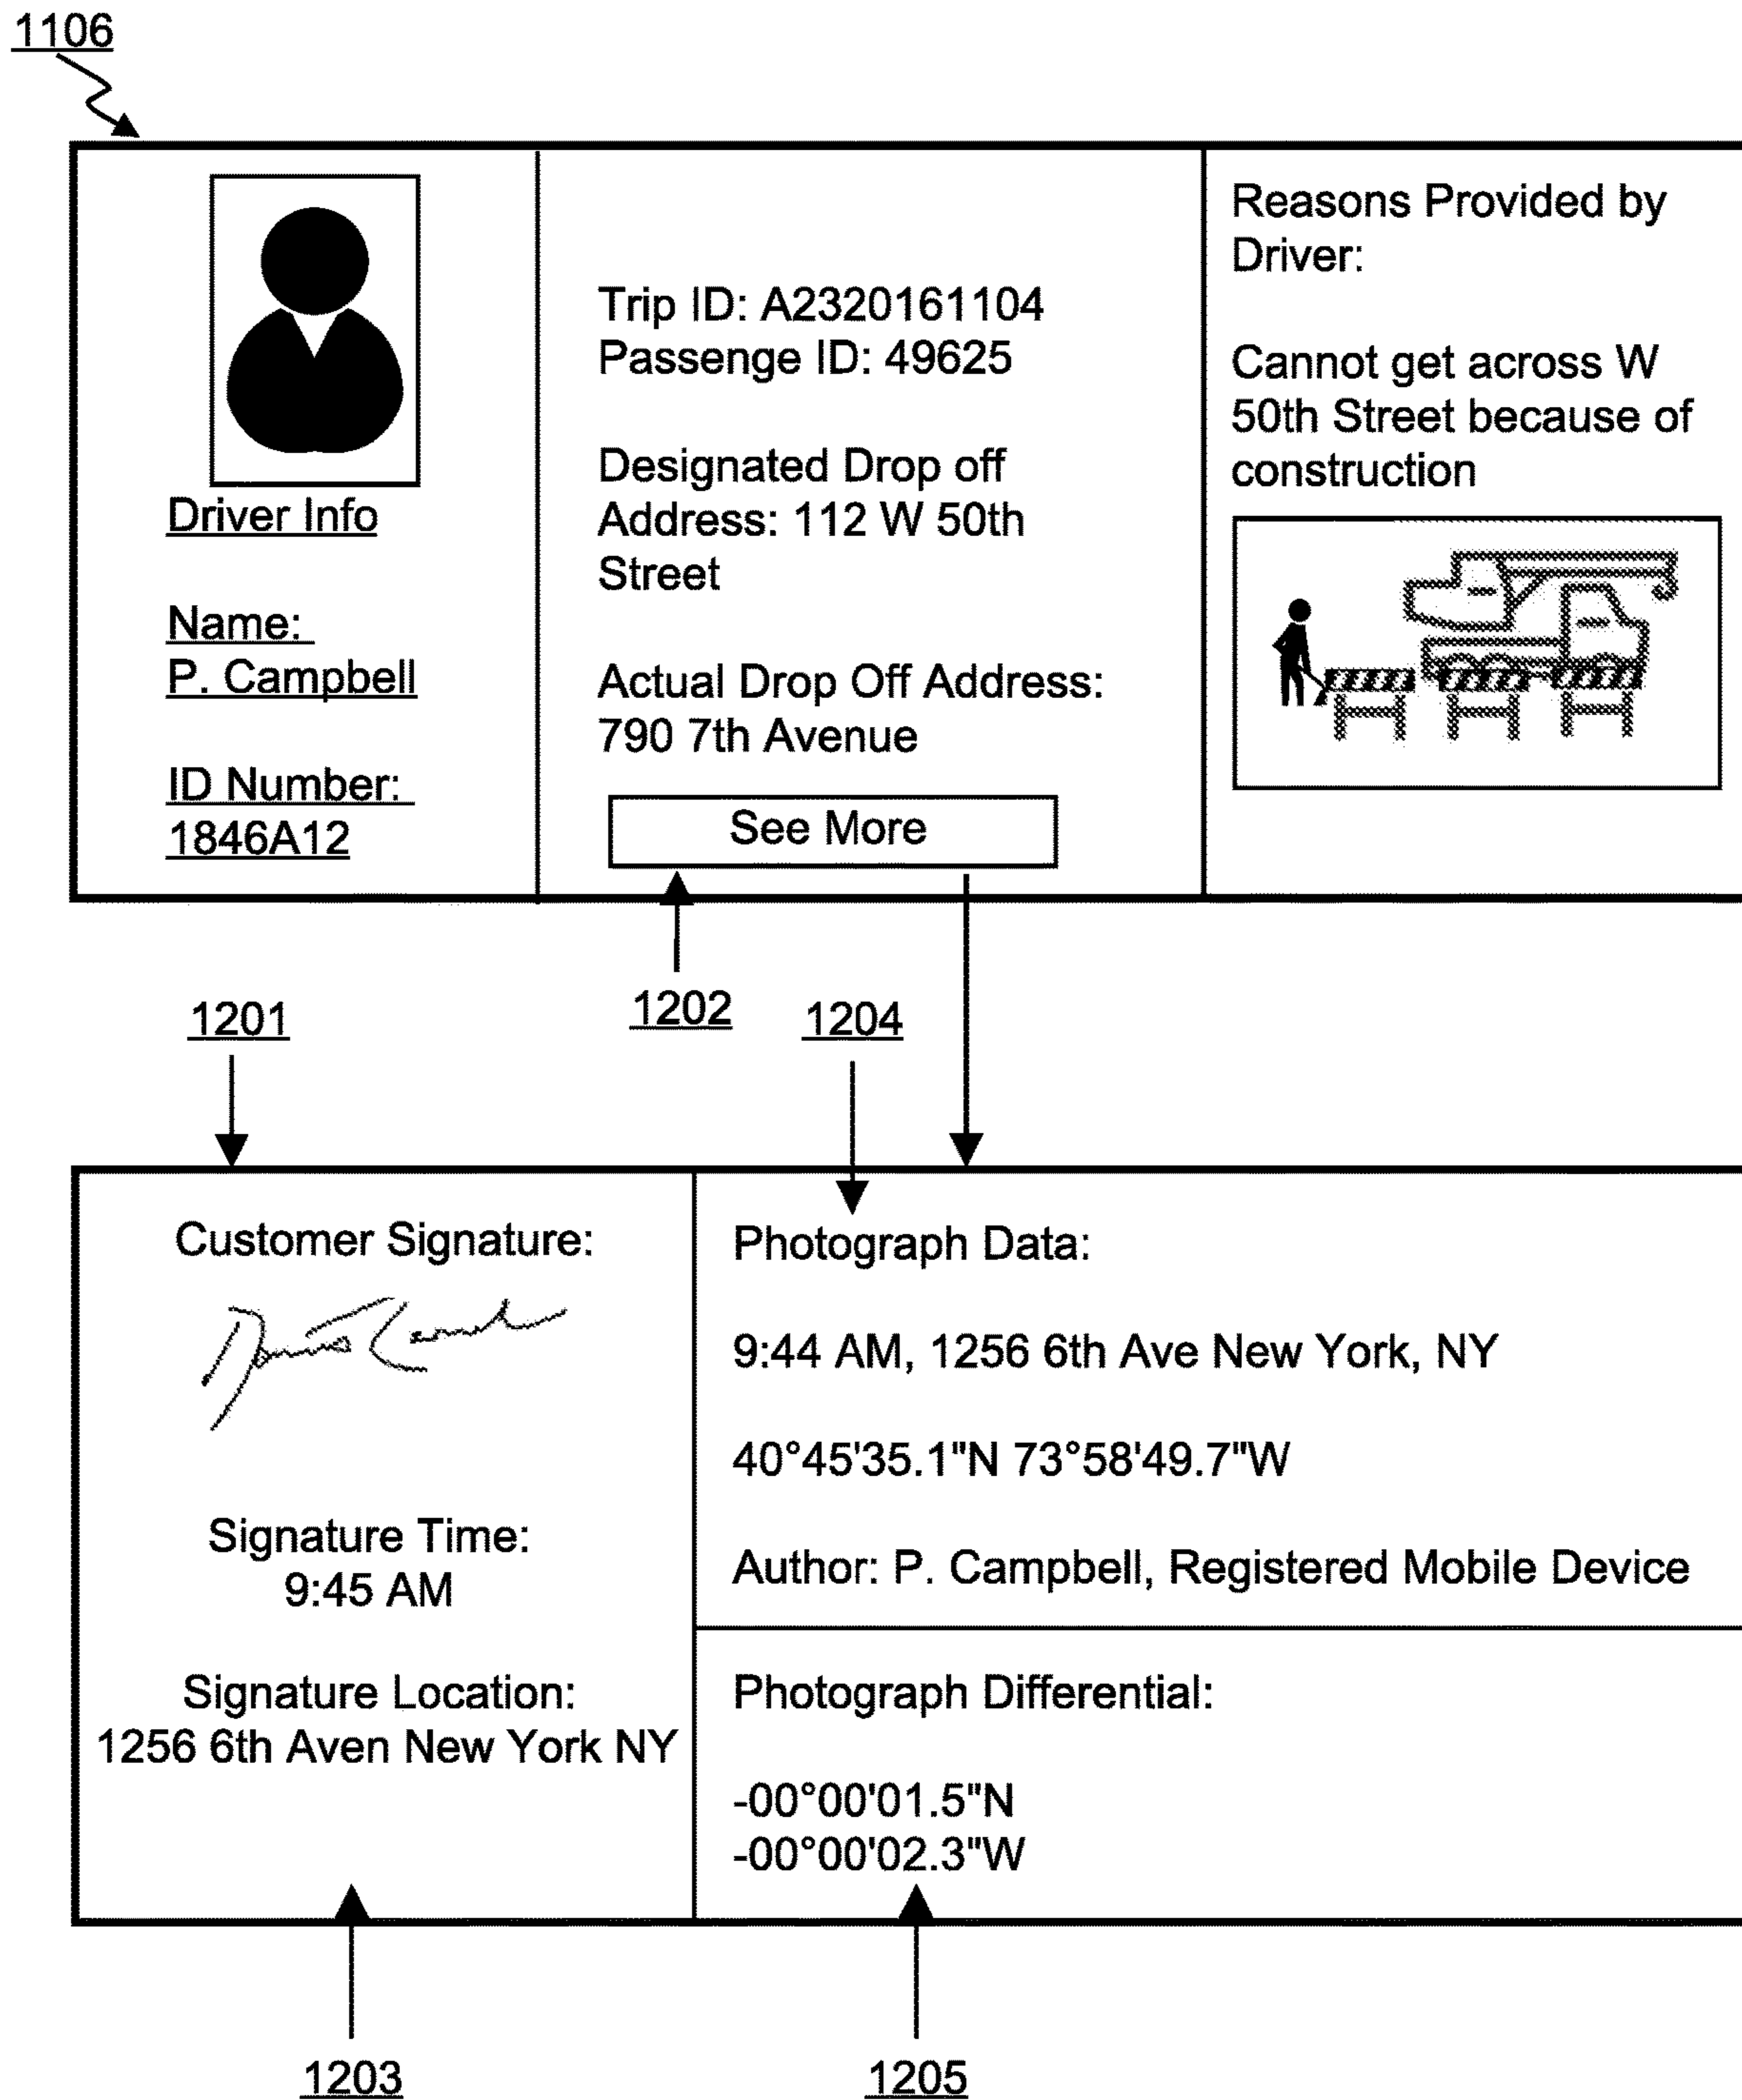 1106
Driver Info
Name:
P. Campbell
ID Number:
1846A12
Trip ID: A2320161104
Passenge ID: 49625
Designated Drop off
Address: 112 W 50th
Street
Actual Drop Off Address:
790 7th Avenue
See More
Reasons Provided by
Driver:
Cannot get across W
50th Street because of
construction
1202
1201
1204
Customer Signature:
Signature Time:
9:45 AM
Signature Location:
1256 6th Aven New York NY
Photograph Data:
9:44 AM, 1256 6th Ave New York, NY
40°45'35.1"N 73°58'49.7"W
Author: P. Campbell, Registered Mobile Device
Photograph Differential:
-00°00'01.5"N
-00°00'02.3"W
1203
1205